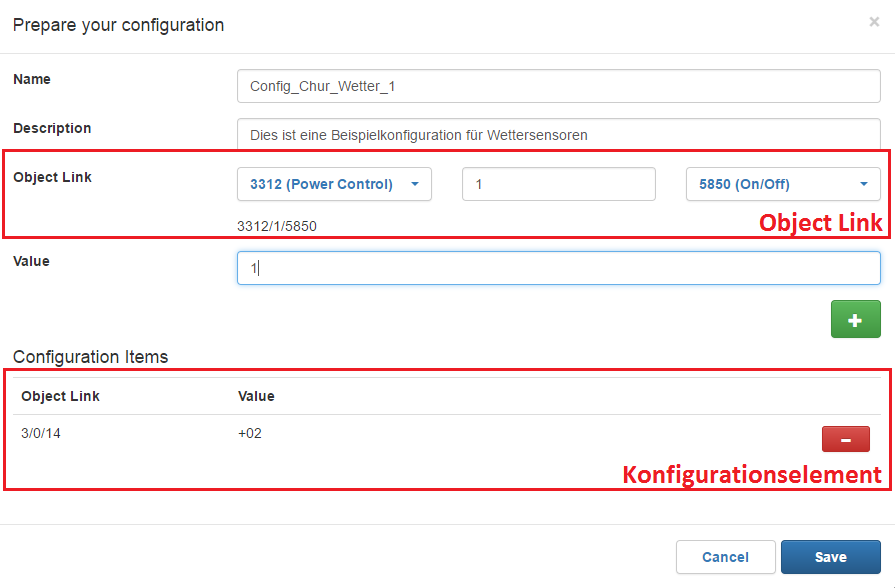 Prepare your configuration ×
Name Config_Chur_Wetter_1
Description Dies ist eine Beispielkonfiguration für Wettersensoren
Object Link 3312 (Power Control) 1 5850 (On/Off)
3312/1/5850 Object Link
Value 1
+
Configuration Items
Object Link Value
3/0/14 +02 −
Konfigurationselement
Cancel Save